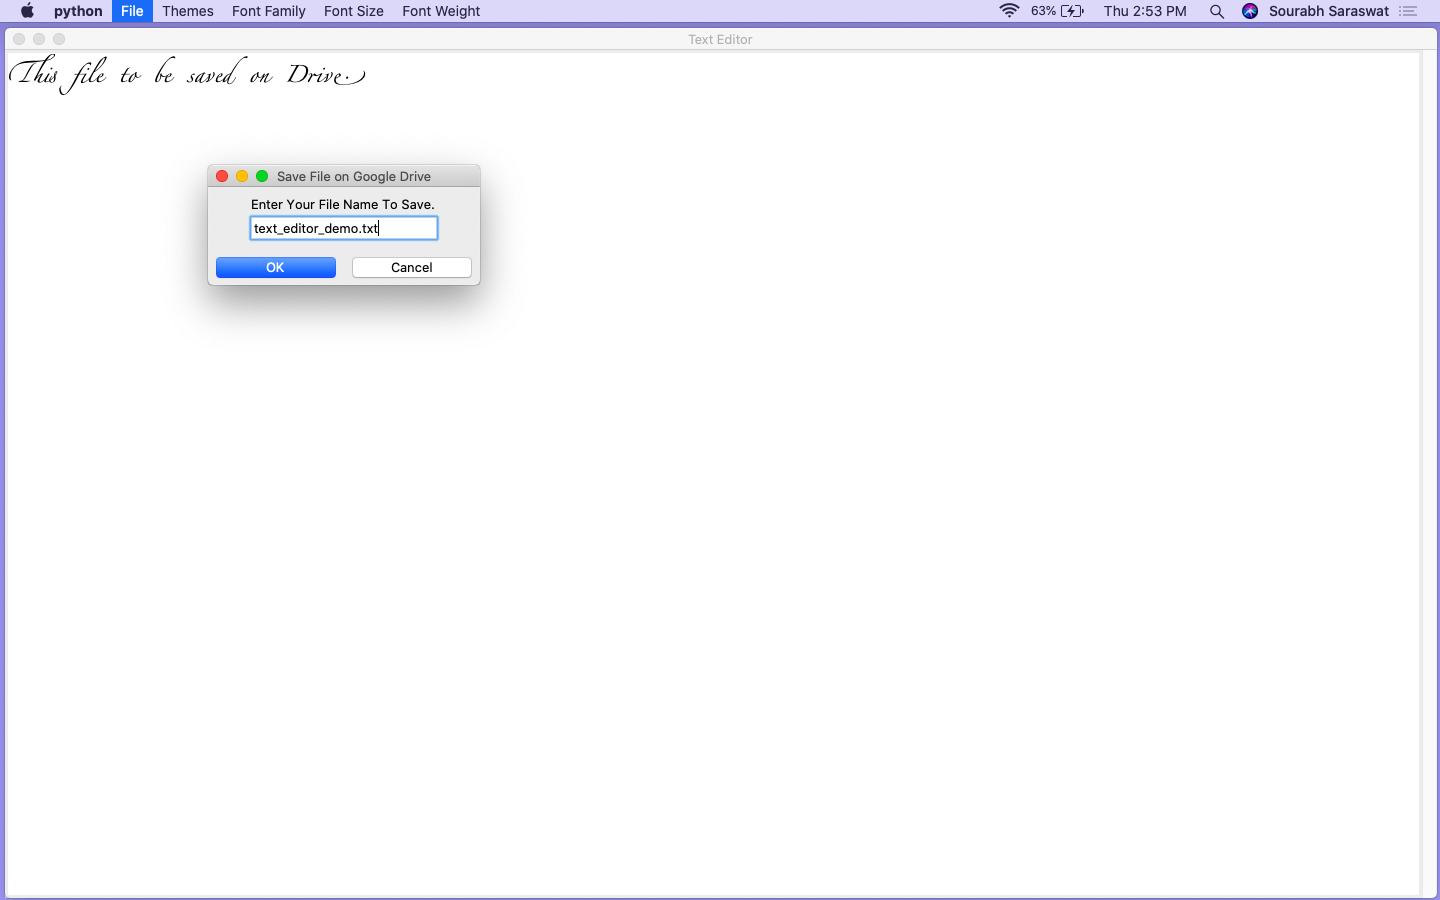 python File Themes Font Family Font Size Font Weight 63% Thu 2:53 PM Sourabh Saraswat
Text Editor
This file to be saved on Drive.
Save File on Google Drive
Enter Your File Name To Save.
text_editor_demo.txt
OK Cancel